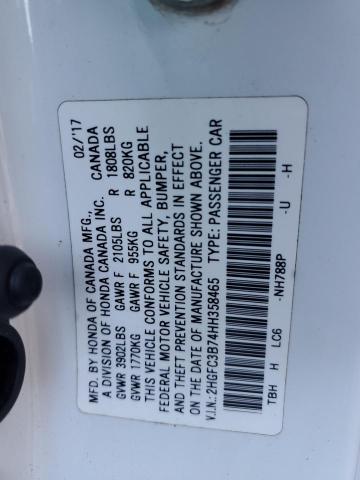 MFD. BY HONDA OF CANADA MFG., 02/'17
A DIVISION OF HONDA CANADA INC. CANADA
GVWR 3902LBS GAWR F 2105LBS R 1808LBS
GVWR 1770KG GAWR F 955KG R 820KG
THIS VEHICLE CONFORMS TO ALL APPLICABLE
FEDERAL MOTOR VEHICLE SAFETY, BUMPER,
AND THEFT PREVENTION STANDARDS IN EFFECT
ON THE DATE OF MANUFACTURE SHOWN ABOVE.
V.I.N.: 2HGFC3B74HH358465 TYPE: PASSENGER CAR
TBH H LC6 -NH788P -U -H